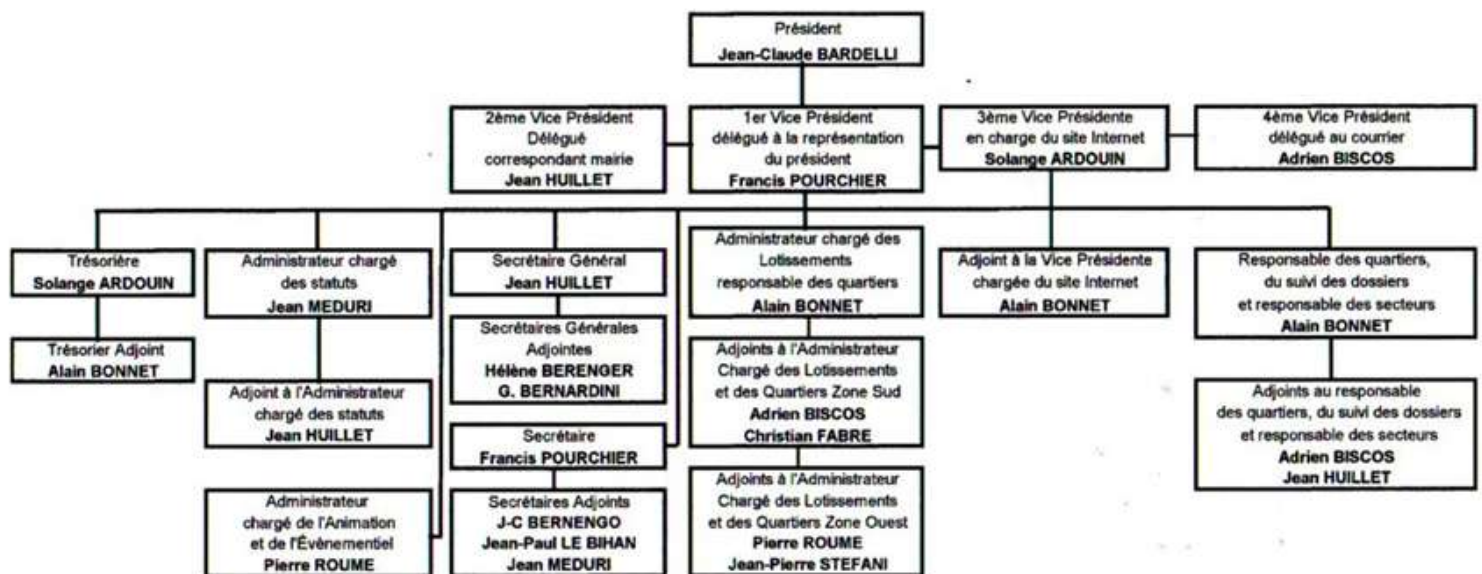 Président
Jean-Claude BARDELLI
2ème Vice Président
Délégué
correspondant mairie
Jean HUILLET
1er Vice Président
délégué à la représentation
du président
Francis POURCHIER
3ème Vice Présidente
en charge du site Internet
Solange ARDOUIN
4ème Vice Président
délégué au courrier
Adrien BISCOS
Trésorière
Solange ARDOUIN
Trésorier Adjoint
Alain BONNET
Administrateur chargé
des statuts
Jean MEDURI
Adjoint à l'Administrateur
chargé des statuts
Jean HUILLET
Administrateur
chargé de l'Animation
et de l'Évènementiel
Pierre ROUME
Secrétaire Général
Jean HUILLET
Secrétaires Générales
Adjointes
Hélène BERENGER
G. BERNARDINI
Secrétaire
Francis POURCHIER
Secrétaires Adjoints
J-C BERNENGO
Jean-Paul LE BIHAN
Jean MEDURI
Administrateur chargé des
Lotissements
responsable des quartiers
Alain BONNET
Adjoints à l'Administrateur
Chargé des Lotissements
et des Quartiers Zone Sud
Adrien BISCOS
Christian FABRE
Adjoints à l'Administrateur
Chargé des Lotissements
et des Quartiers Zone Ouest
Pierre ROUME
Jean-Pierre STEFANI
Adjoint à la Vice Présidente
chargée du site Internet
Alain BONNET
Responsable des quartiers,
du suivi des dossiers
et responsable des secteurs
Alain BONNET
Adjoints au responsable
des quartiers, du suivi des dossiers
et responsable des secteurs
Adrien BISCOS
Jean HUILLET